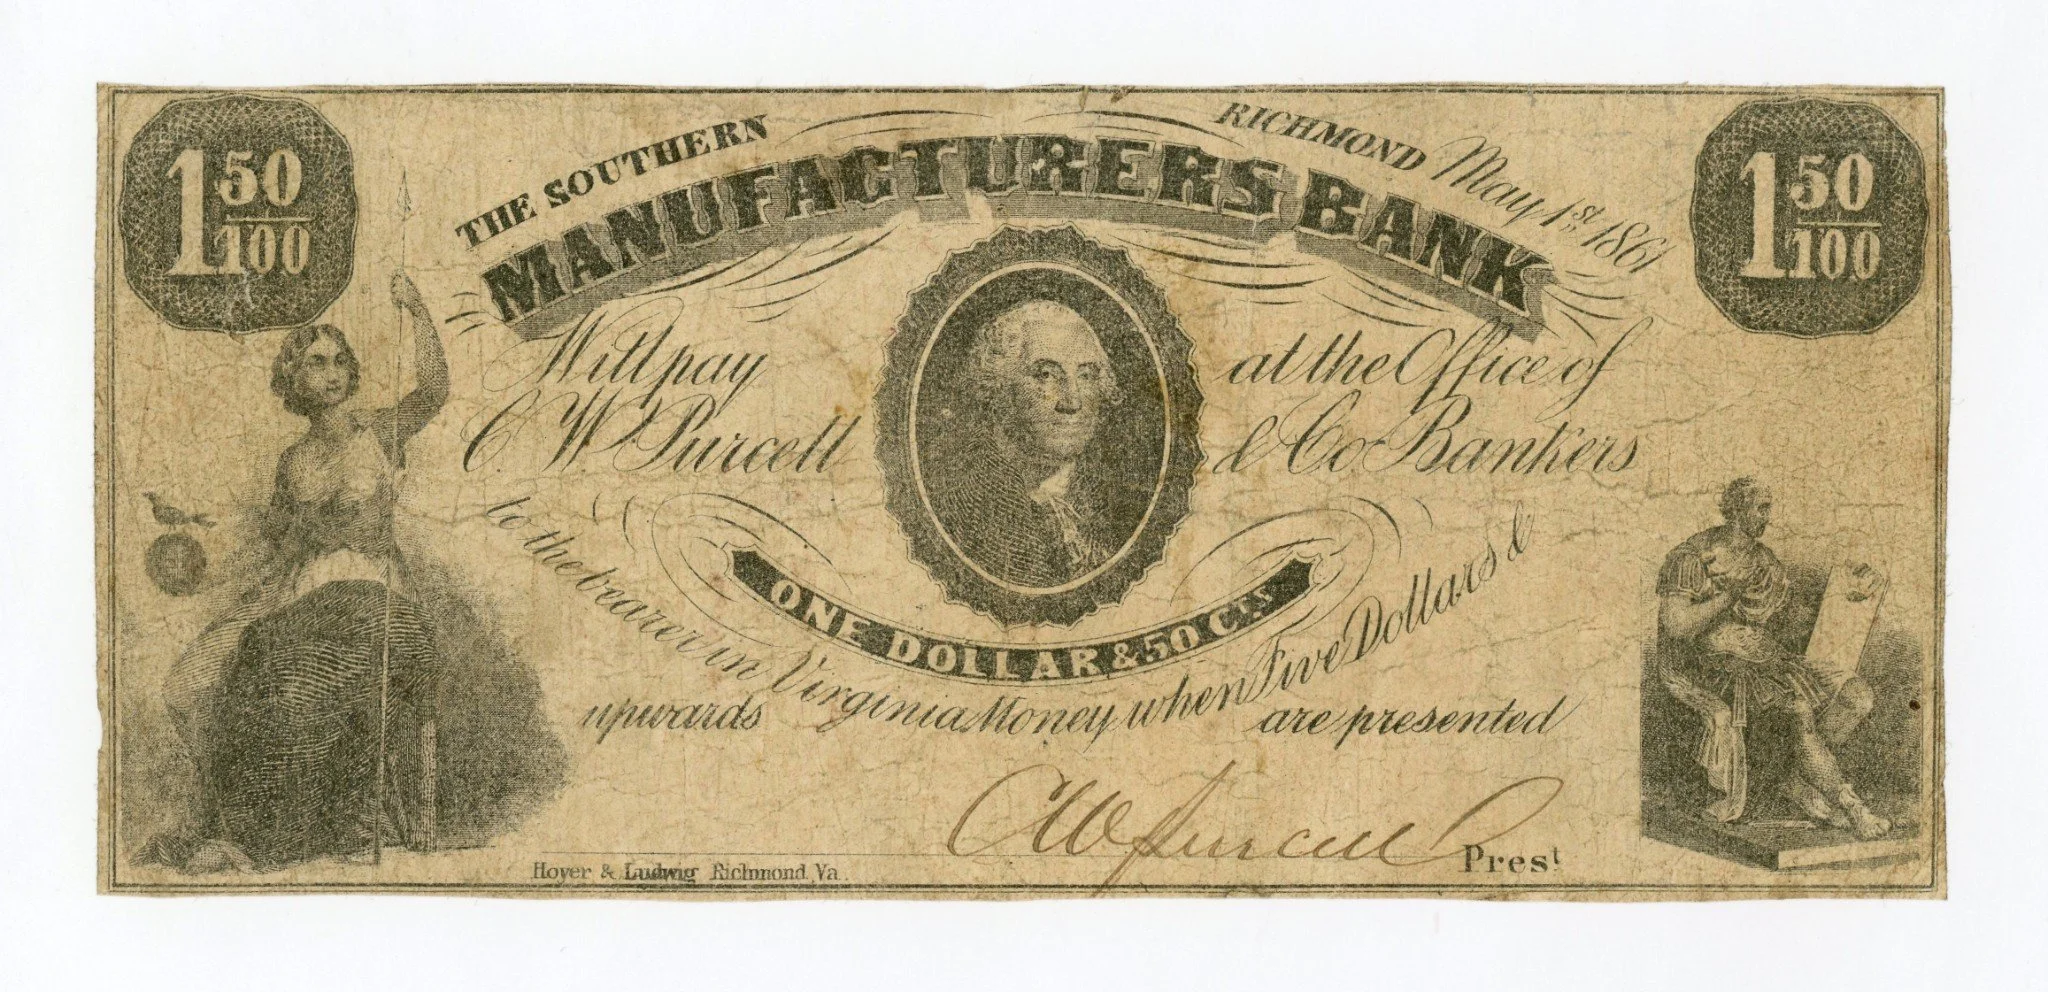 1 50/100
THE SOUTHERN
RICHMOND May 1st. 1861
1 50/100
MANUFACTURERS BANK
Will pay at the Office of
C. W. Purcell & Co Bankers
to the bearer in Virginia Money when Five Dollars &
ONE DOLLAR & 50 CTS
upwards are presented
CW Purcell Prest.
Hoyer & Ludwig Richmond Va.